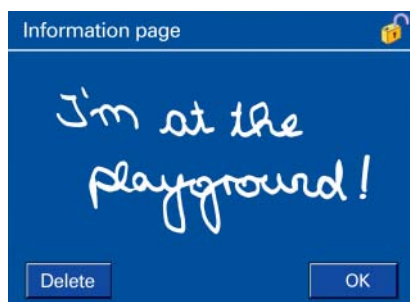 Information page
I'm at the
playground!
Delete
OK